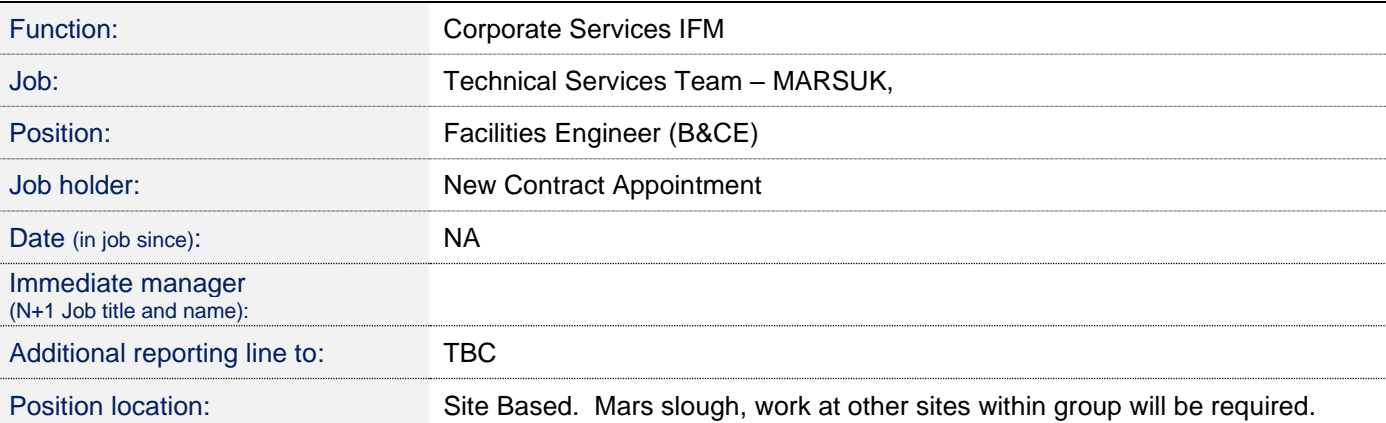 Function: Corporate Services IFM
Job: Technical Services Team – MARSUK,
Position: Facilities Engineer (B&CE)
Job holder: New Contract Appointment
Date (in job since): NA
Immediate manager
(N+1 Job title and name):
Additional reporting line to: TBC
Position location: Site Based.  Mars slough, work at other sites within group will be required.